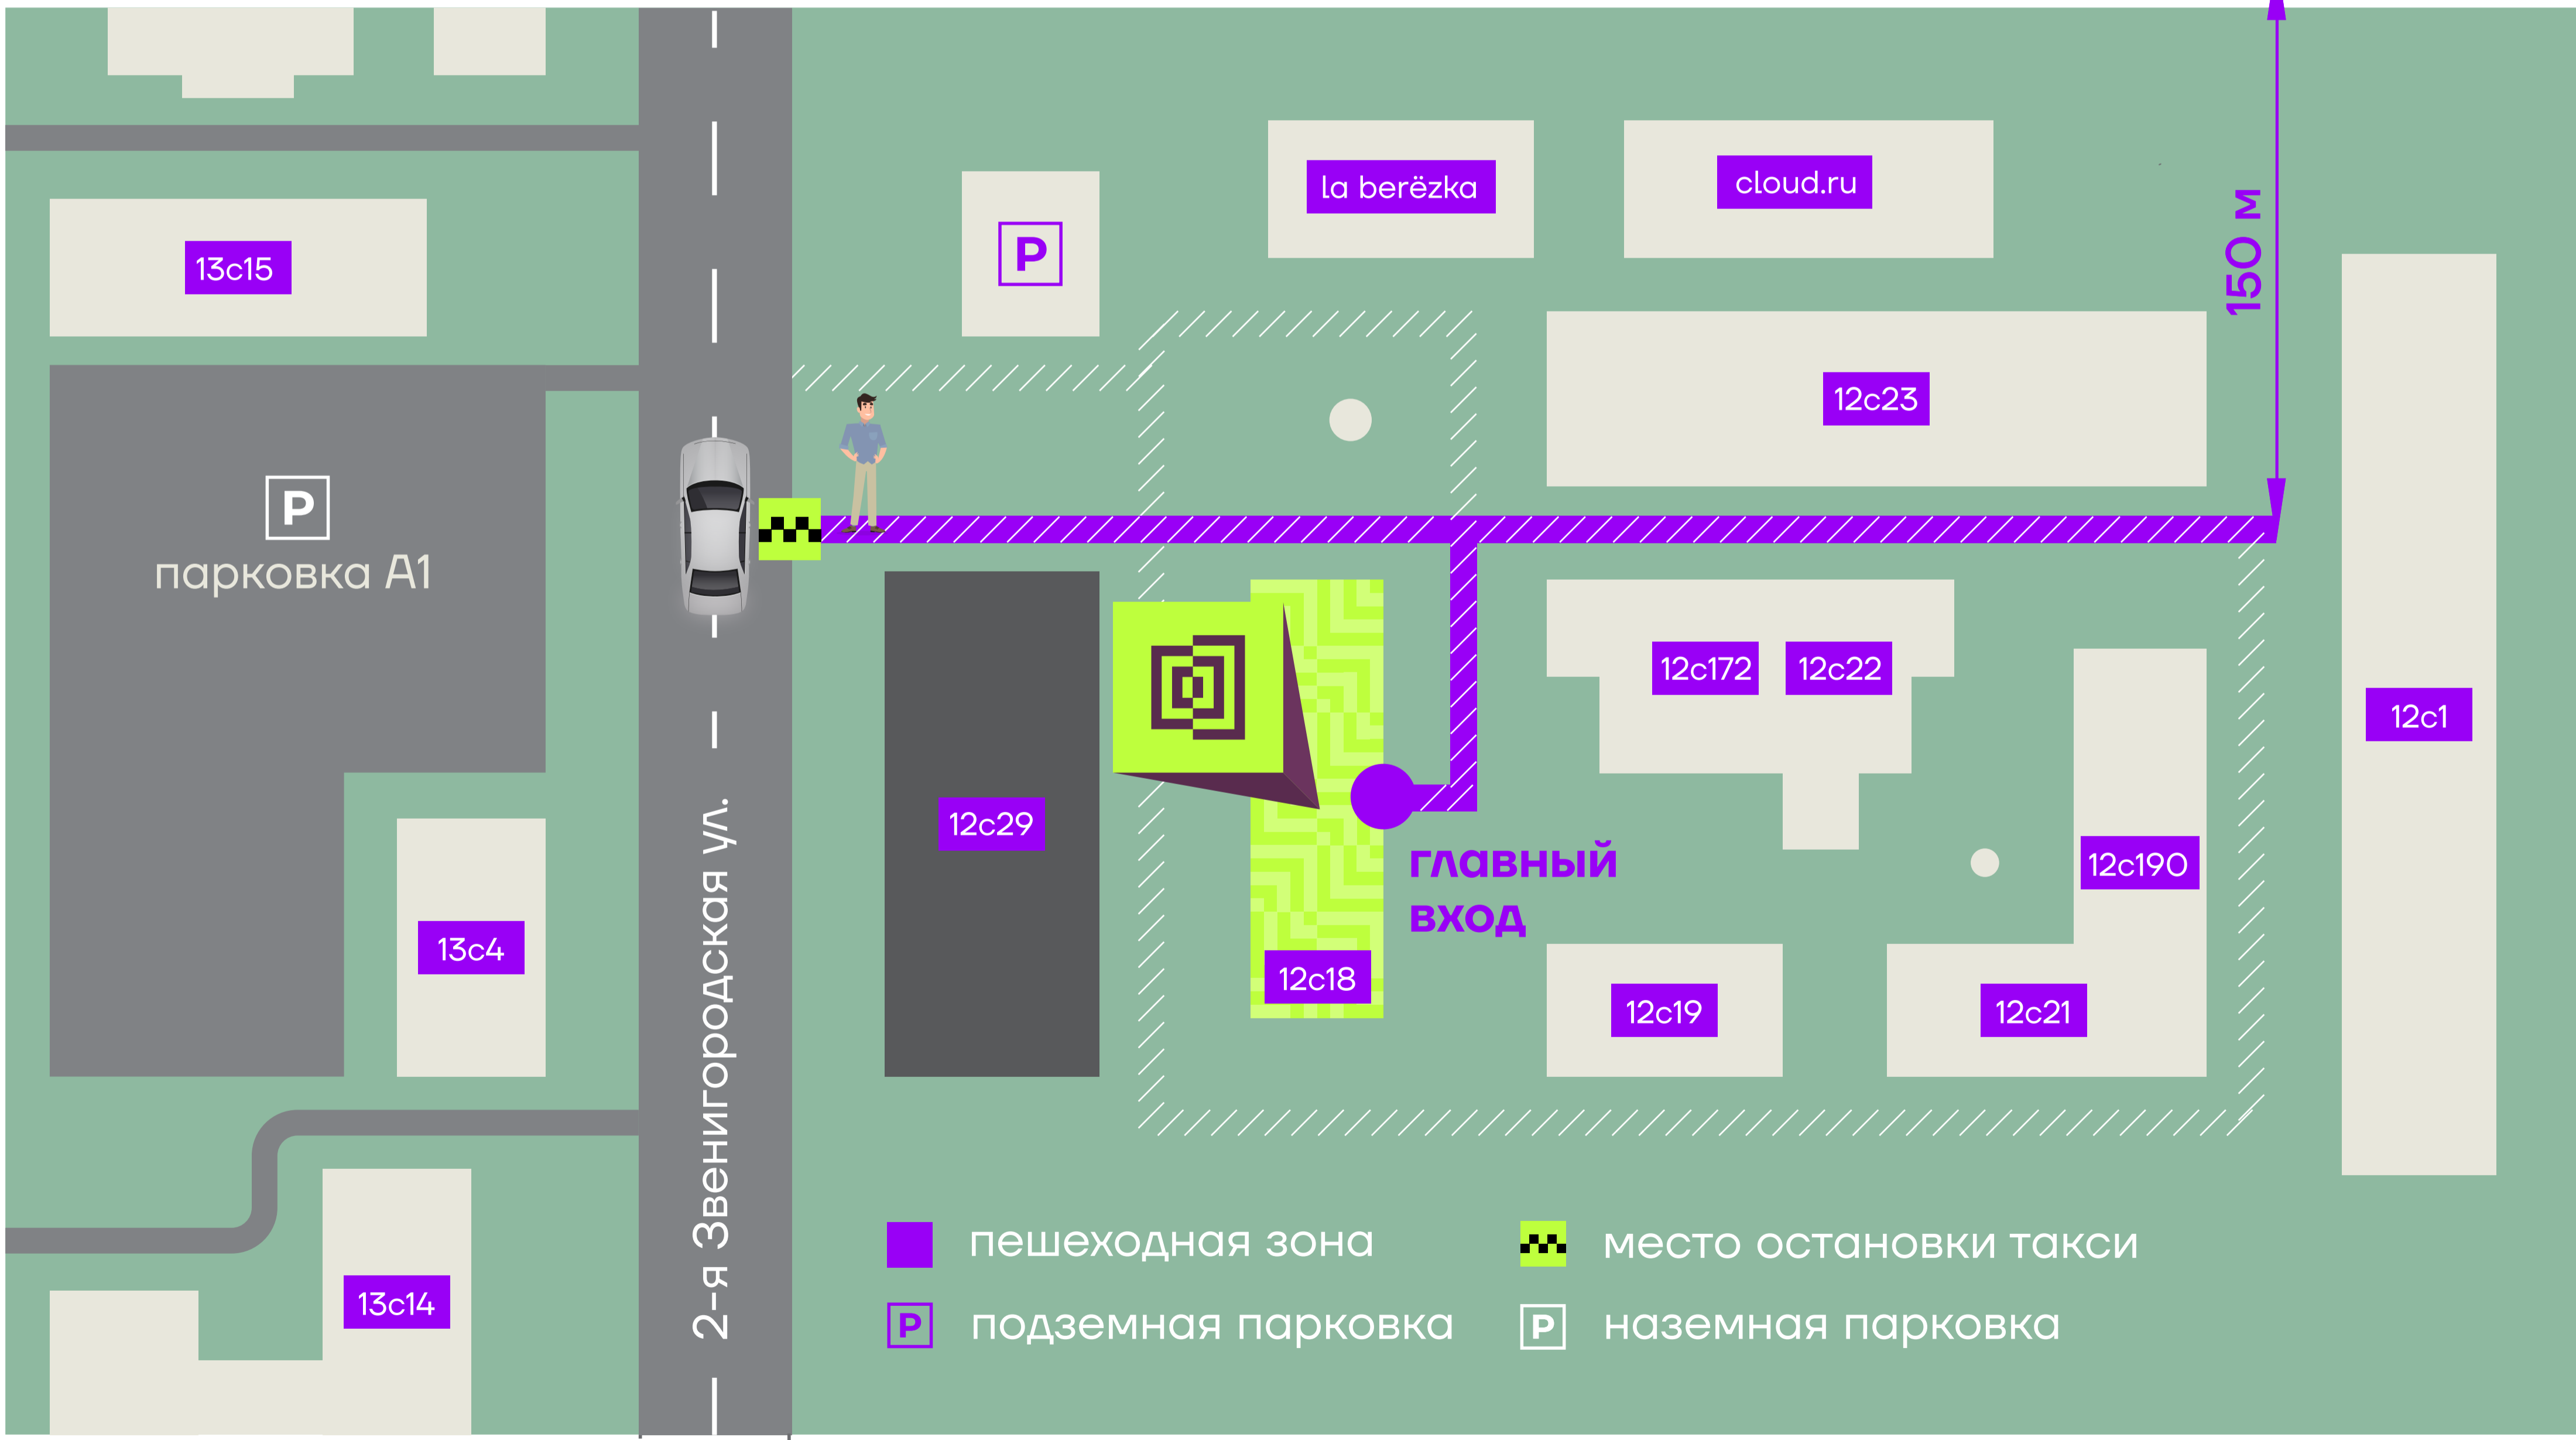 la berëzka
cloud.ru
150 м
P
13с15
12с23
P
парковка А1
12с172
12с22
12с1
12с29
главный
вход
12с190
13с4
12с18
12с19
12с21
2-я Звенигородская ул.
пешеходная зона
место остановки такси
13с14
P
подземная парковка
P
наземная парковка